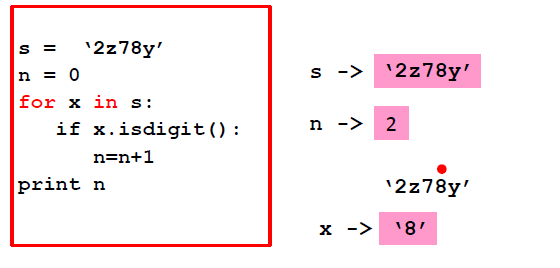 s =  ‘2z78y’
n = 0
for x in s:
   if x.isdigit():
      n=n+1
print n
s -> ‘2z78y’
n -> 2
‘2z78y’
x -> ‘8’